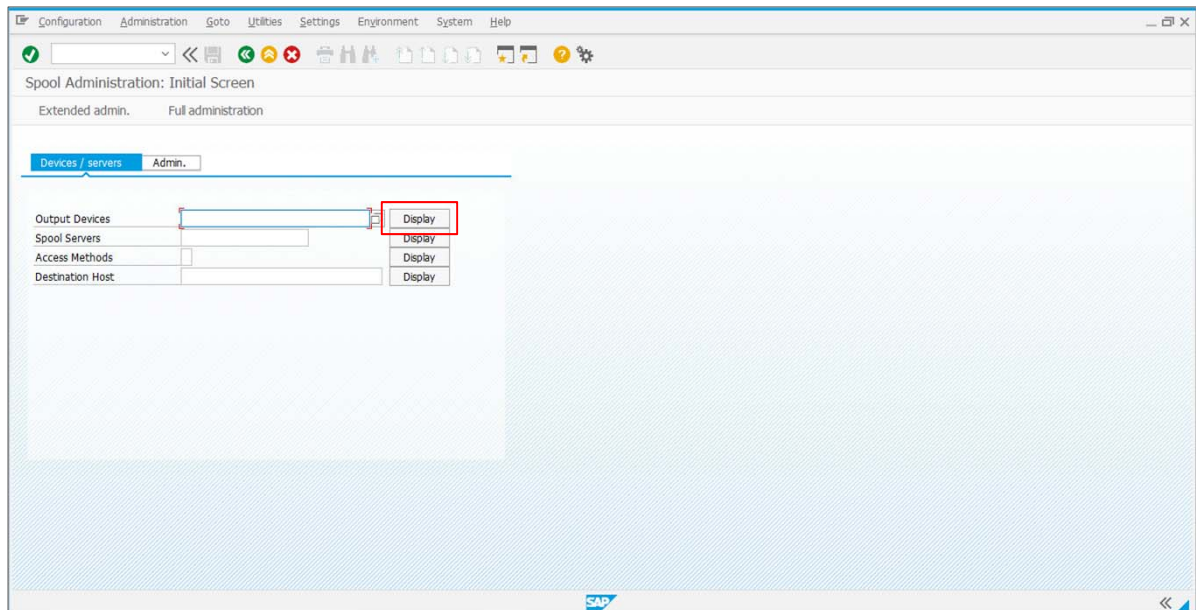 Configuration Administration Goto Utilities Settings Environment System Help
Spool Administration: Initial Screen
Extended admin. Full administration
Devices / servers Admin.
Output Devices Display
Spool Servers Display
Access Methods Display
Destination Host Display
SAP